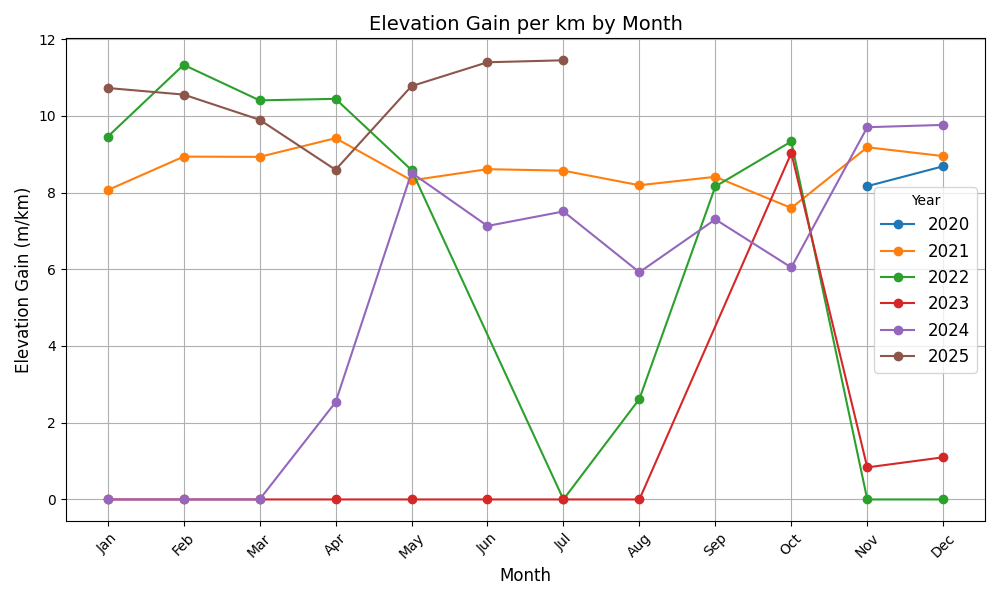 Elevation Gain per km by Month
Elevation Gain (m/km)
12
10
8
6
4
2
0
Jan
Feb
Mar
Apr
May
Jun
Jul
Aug
Sep
Oct
Nov
Dec
Month
Year
2020
2021
2022
2023
2024
2025